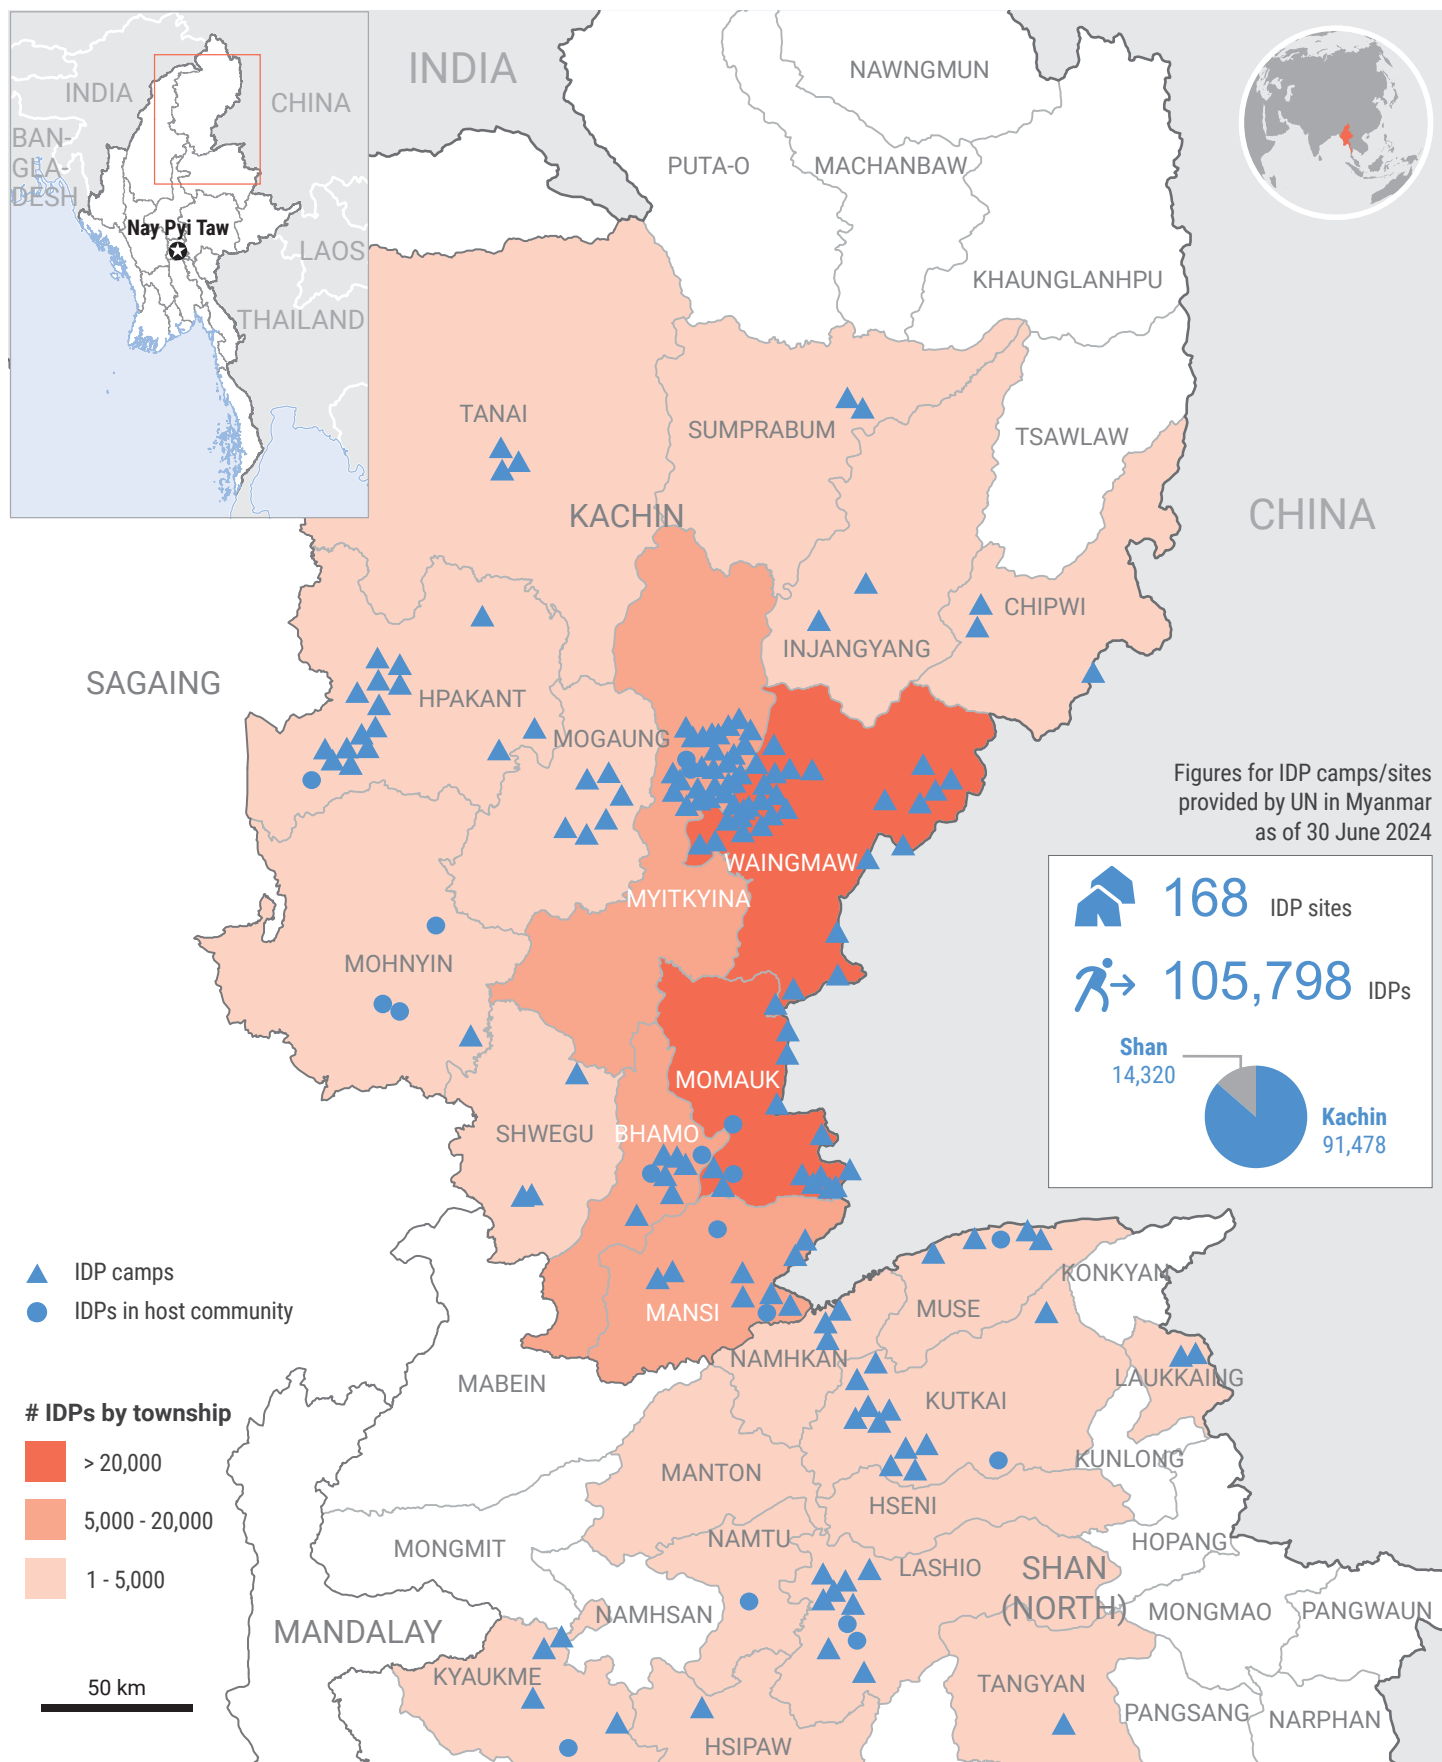 INDIA
CHINA
BAN-
GLA-
DESH
Nay Pyi Taw
LAOS
THAILAND
INDIA
NAWNGMUN
PUTA-O
MACHANBAW
KHAUNGLANHPU
TANAI
SUMPRABUM
TSAWLAW
KACHIN
CHINA
CHIPWI
INJANGYANG
SAGAING
HPAKANT
MOGAUNG
WAINGMAW
MYITKYINA
MOHNYIN
MOMAUK
SHWEGU
BHAMO
MANSI
KONKYAN
MUSE
NAMHKAN
LAUKKAING
MABEIN
KUTKAI
KUNLONG
MANTON
HSENI
NAMTU
HOPANG
MONGMIT
LASHIO
SHAN
(NORTH)
NAMHSAN
MONGMAO
PANGWAUN
MANDALAY
KYAUKME
TANGYAN
PANGSANG
NARPHAN
HSIPAW
Figures for IDP camps/sites
provided by UN in Myanmar
as of 30 June 2024
168 IDP sites
105,798 IDPs
Shan
14,320
Kachin
91,478
IDP camps
IDPs in host community
# IDPs by township
> 20,000
5,000 - 20,000
1 - 5,000
50 km